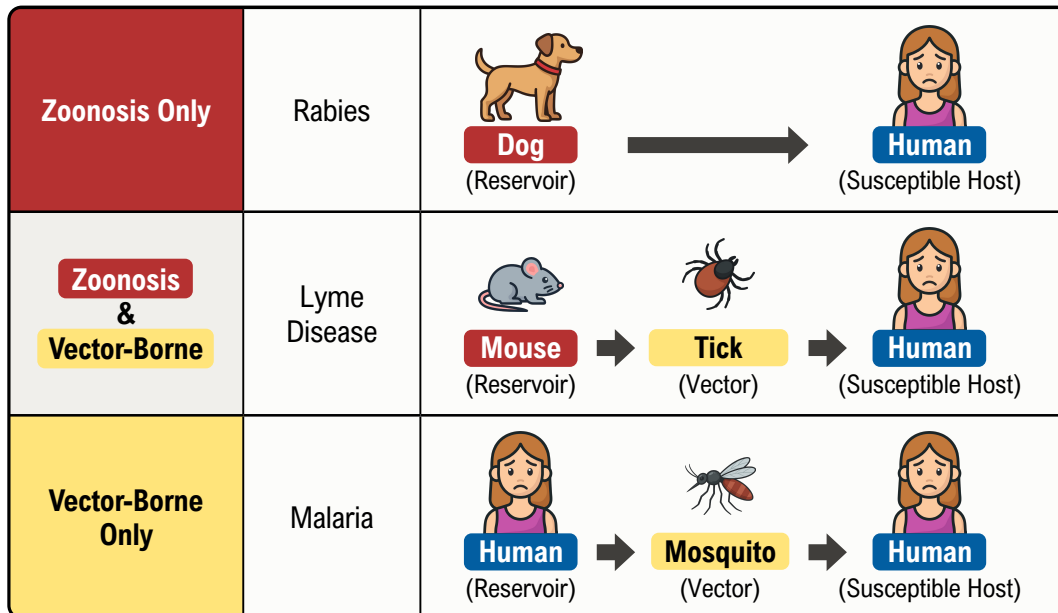 Zoonosis Only
Rabies
Dog
(Reservoir)
Human
(Susceptible Host)
Zoonosis
&
Vector-Borne
Lyme
Disease
Mouse
(Reservoir)
Tick
(Vector)
Human
(Susceptible Host)
Vector-Borne
Only
Malaria
Human
(Reservoir)
Mosquito
(Vector)
Human
(Susceptible Host)